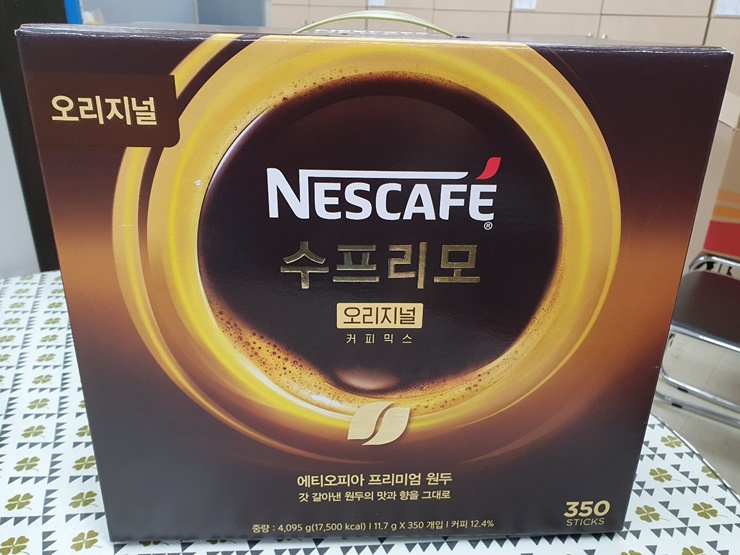 오리지널
NESCAFÉ®
수프리모
오리지널
커피믹스
에티오피아 프리미엄 원두
갓 갈아낸 원두의 맛과 향을 그대로
중량 : 4,095 g(17,500 kcal) I 11.7 g X 350 개입 I 커피 12.4%
350
STICKS